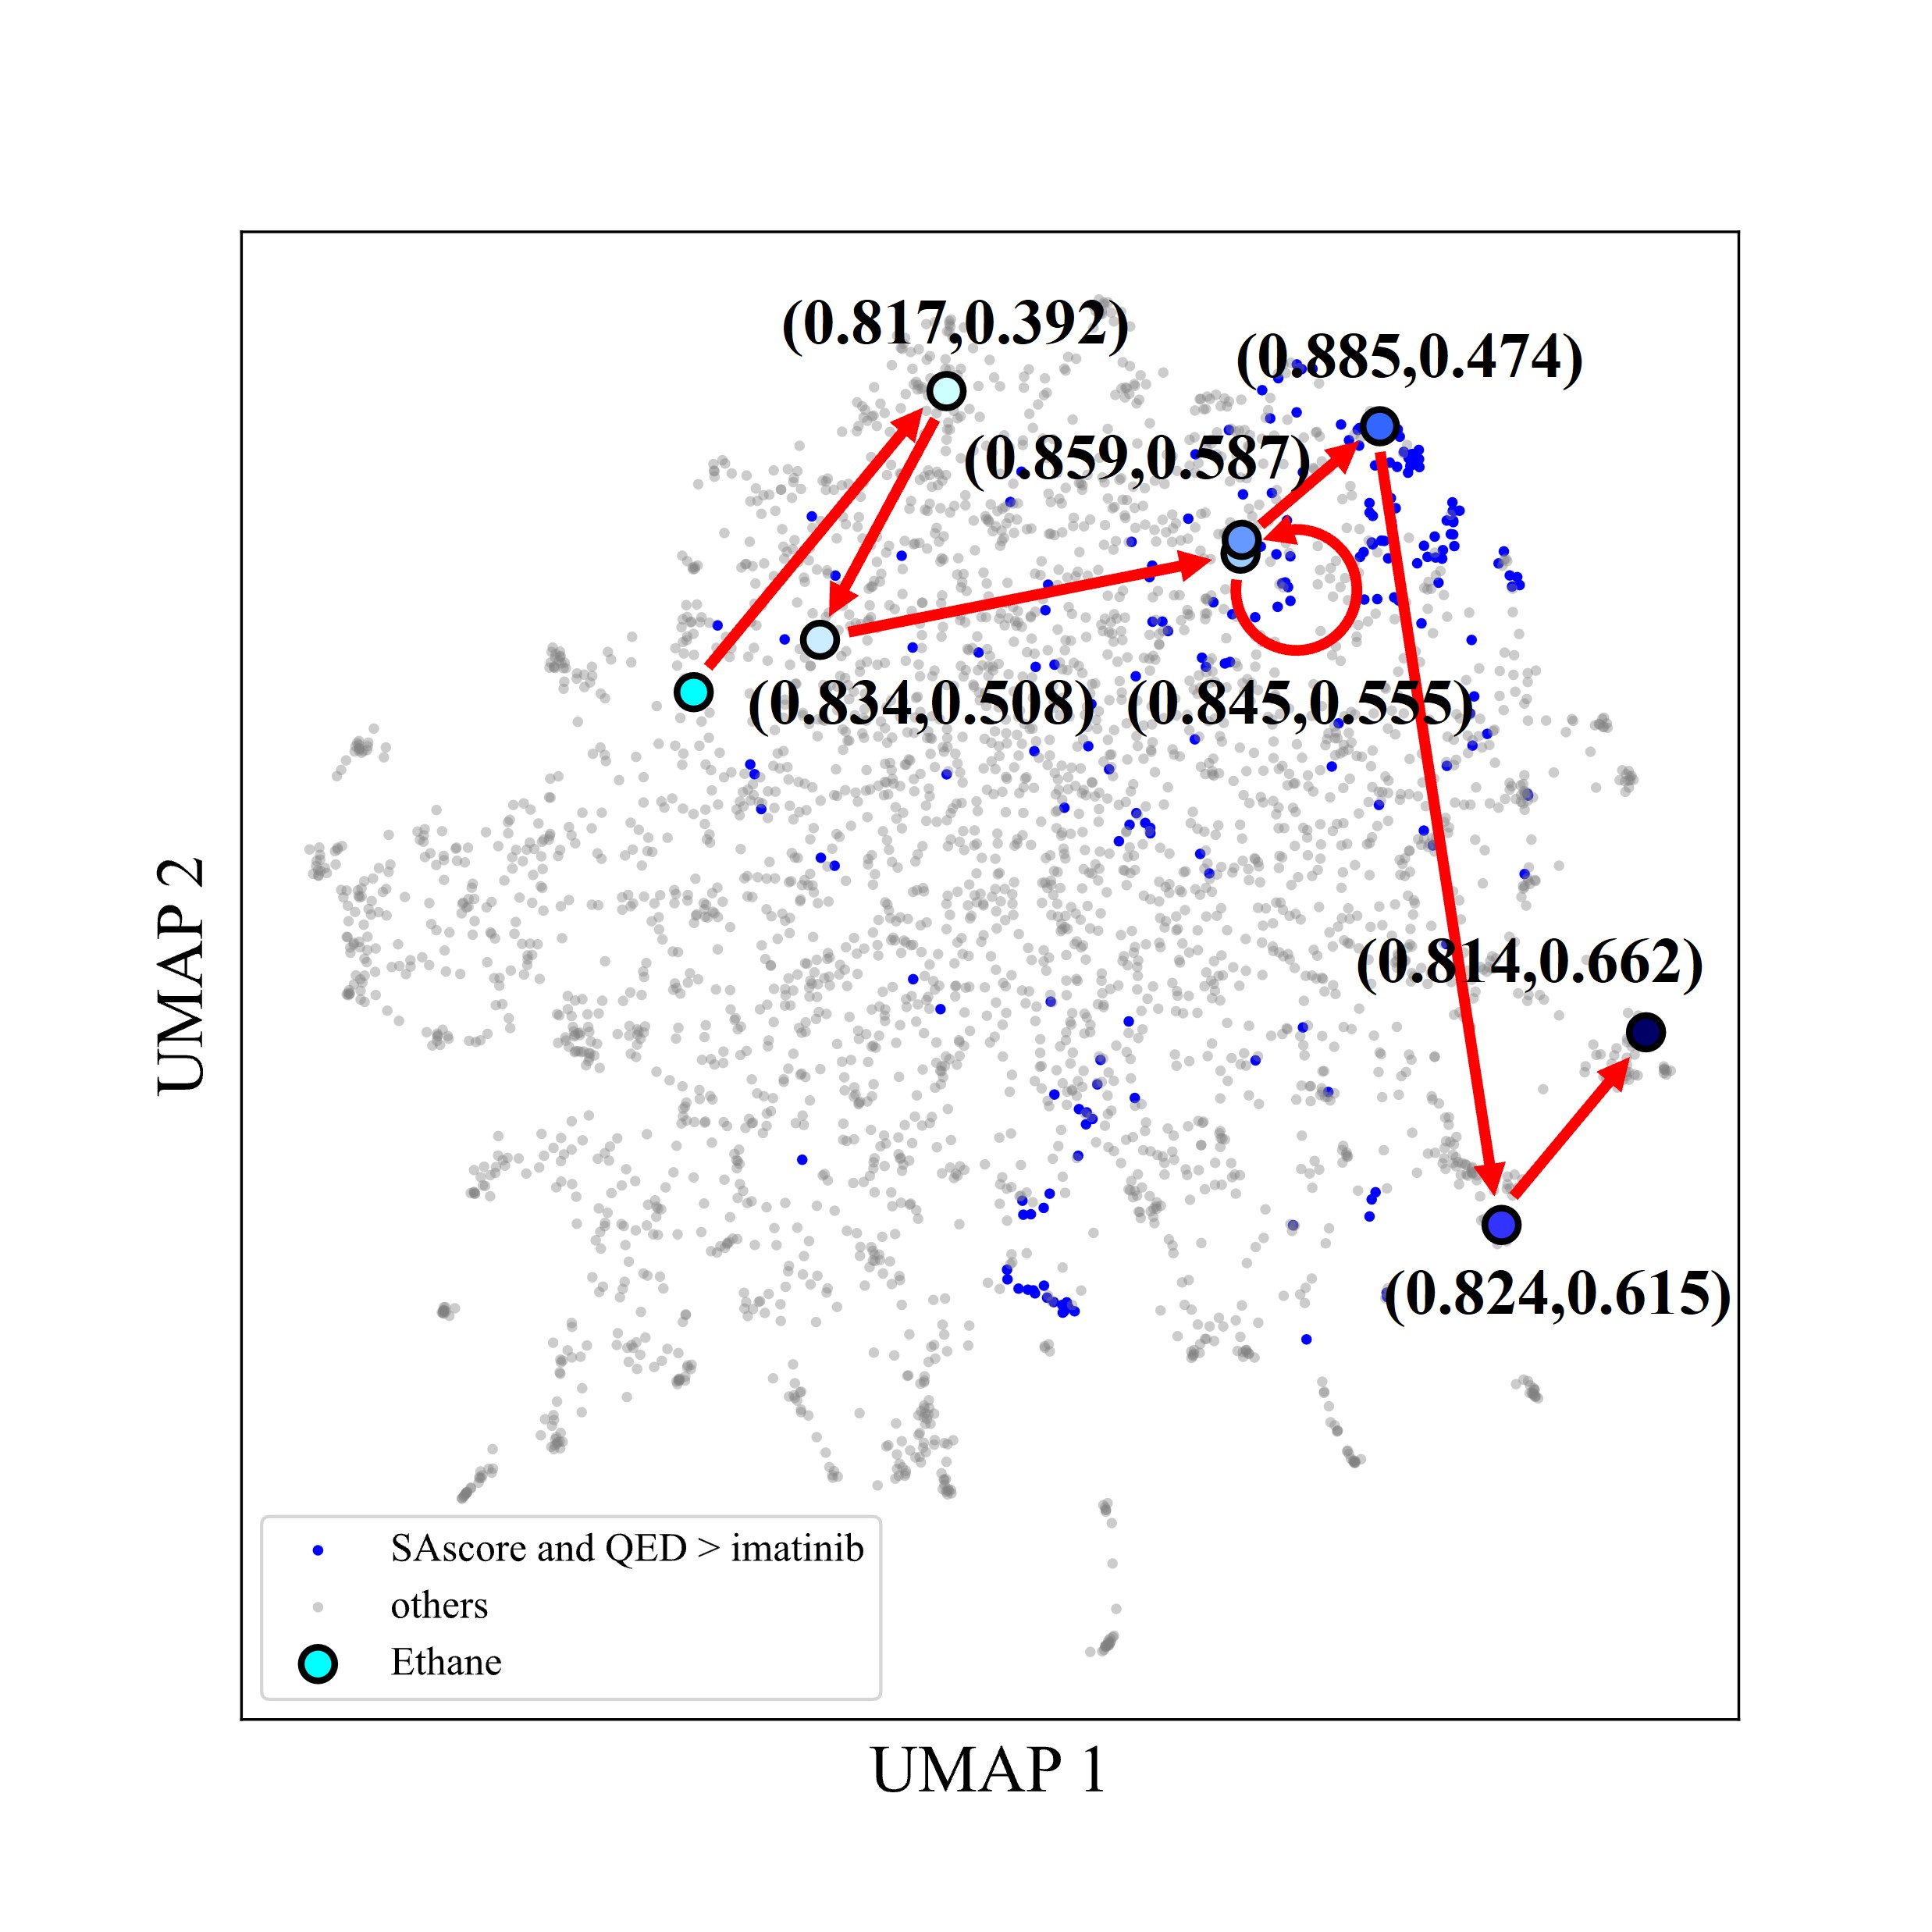 (0.817,0.392)
(0.885,0.474)
(0.859,0.587)
(0.834,0.508)
(0.845,0.555)
(0.814,0.662)
(0.824,0.615)
UMAP 2
SAscore and QED > imatinib
others
Ethane
UMAP 1